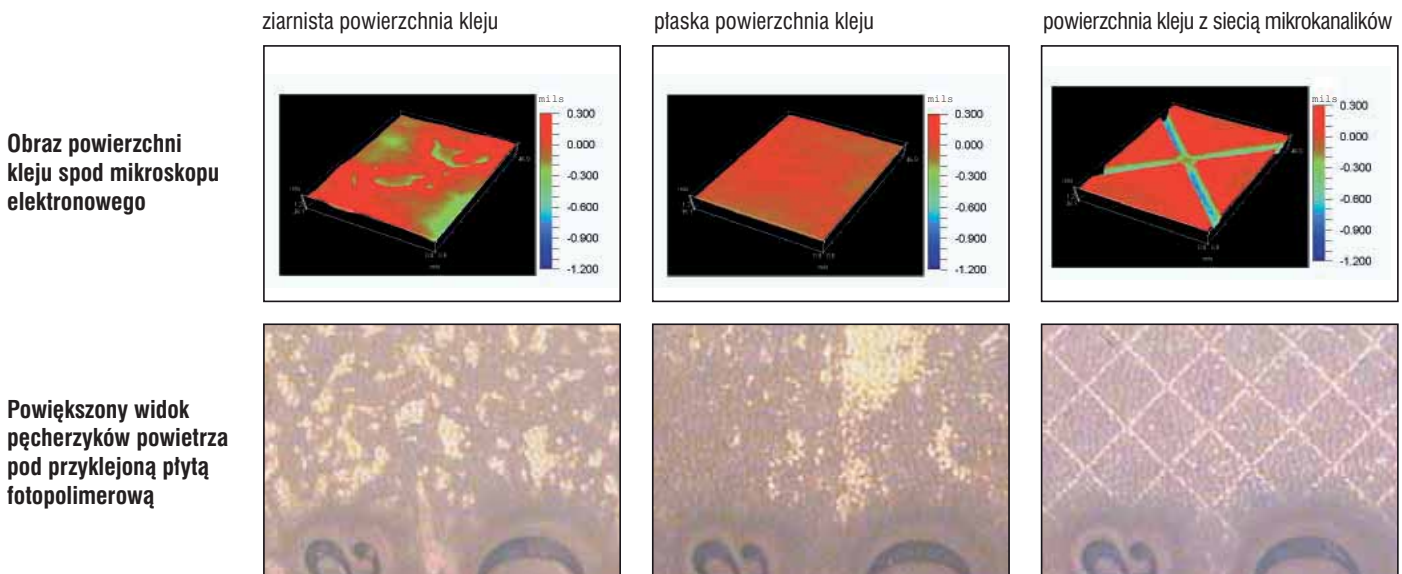 ziarnista powierzchnia kleju
płaska powierzchnia kleju
powierzchnia kleju z siecią mikrokanalików
Obraz powierzchni
kleju spod mikroskopu
elektronowego
mils
0.300
0.000
-0.300
-0.600
-0.900
-1.200
mils
0.300
0.000
-0.300
-0.600
-0.900
-1.200
mils
0.300
0.000
-0.300
-0.600
-0.900
-1.200
Powiększony widok
pęcherzyków powietrza
pod przyklejoną płytą
fotopolimerową